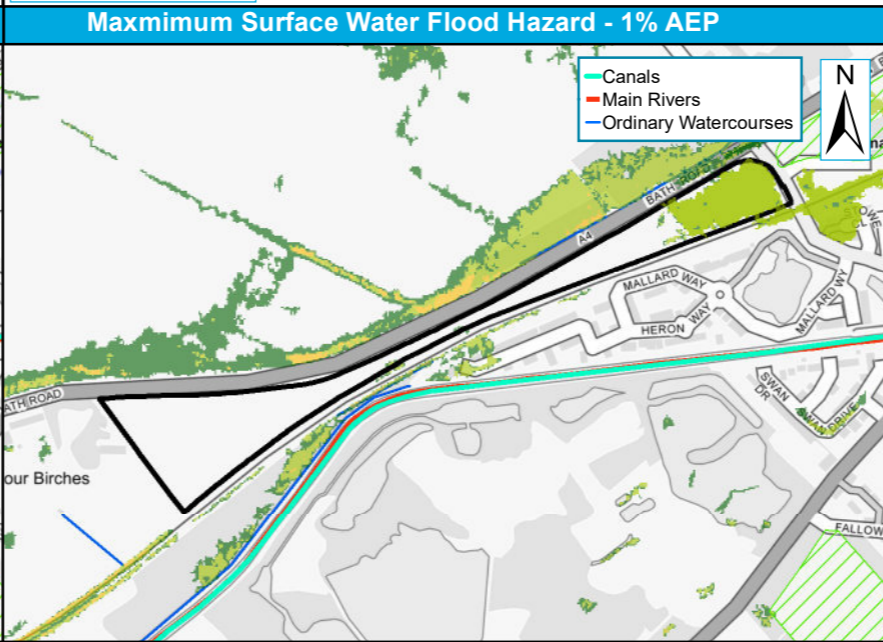 Maxmimum Surface Water Flood Hazard - 1% AEP
Canals
Main Rivers
Ordinary Watercourses
N
BATH ROAD
A4
MALLARD WAY
HERON WAY
MALLARD WY
SWAN DR
SWAN DRIVE
ATH ROAD
our Birches
FALLOW